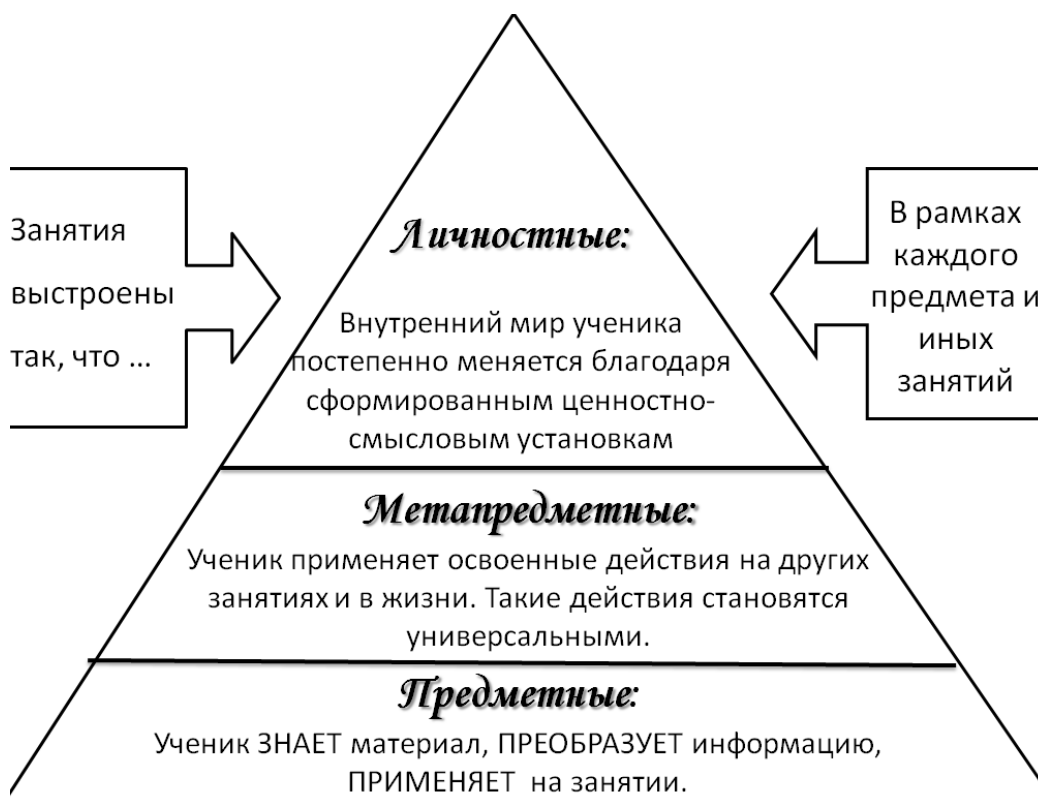 Занятия
выстроены
так, что ...
В рамках
каждого
предмета и
иных
занятий
Личностные:
Внутренний мир ученика
постепенно меняется благодаря
сформированным ценностно-
смысловым установкам
Метапредметные:
Ученик применяет освоенные действия на других
занятиях и в жизни. Такие действия становятся
универсальными.
Предметные:
Ученик ЗНАЕТ материал, ПРЕОБРАЗУЕТ информацию,
ПРИМЕНЯЕТ на занятии.